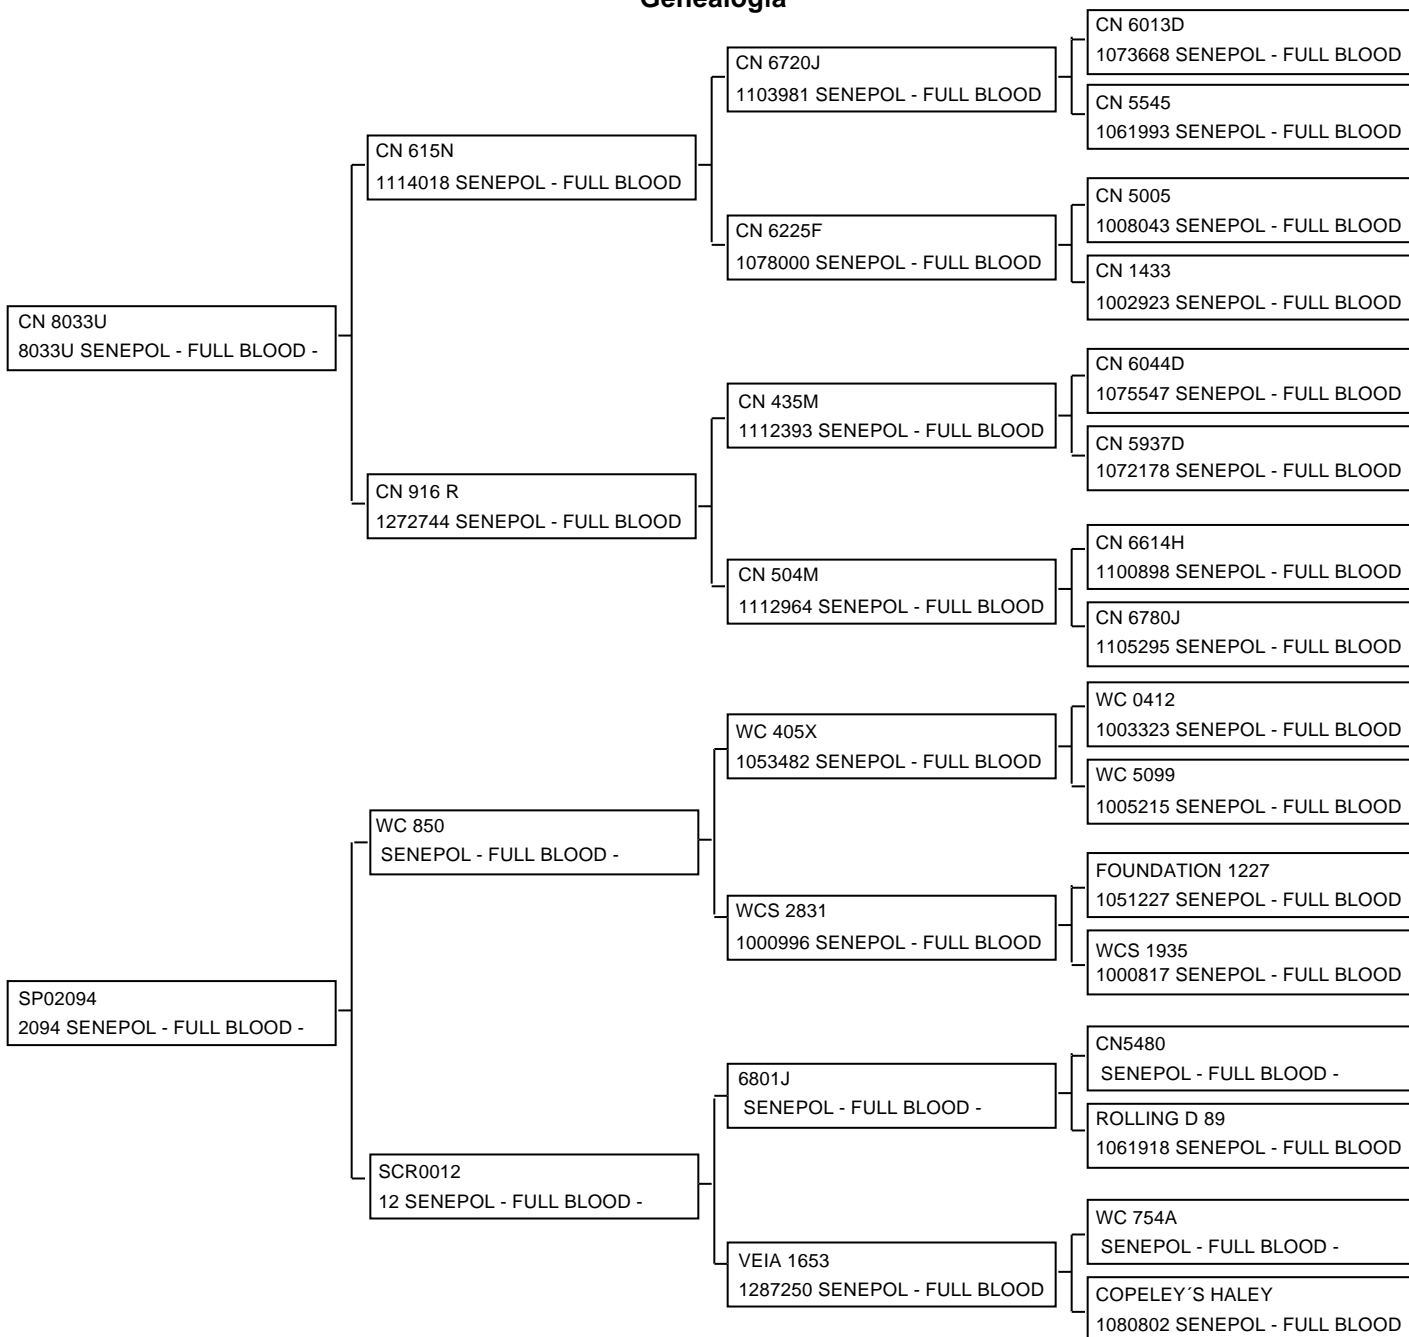 Genealogia
CN 8033U
8033U SENEPOL - FULL BLOOD -
CN 615N
1114018 SENEPOL - FULL BLOOD
CN 916 R
1272744 SENEPOL - FULL BLOOD
CN 6720J
1103981 SENEPOL - FULL BLOOD
CN 6225F
1078000 SENEPOL - FULL BLOOD
CN 435M
1112393 SENEPOL - FULL BLOOD
CN 504M
1112964 SENEPOL - FULL BLOOD
CN 6013D
1073668 SENEPOL - FULL BLOOD
CN 5545
1061993 SENEPOL - FULL BLOOD
CN 5005
1008043 SENEPOL - FULL BLOOD
CN 1433
1002923 SENEPOL - FULL BLOOD
CN 6044D
1075547 SENEPOL - FULL BLOOD
CN 5937D
1072178 SENEPOL - FULL BLOOD
CN 6614H
1100898 SENEPOL - FULL BLOOD
CN 6780J
1105295 SENEPOL - FULL BLOOD
SP02094
2094 SENEPOL - FULL BLOOD -
WC 850
SENEPOL - FULL BLOOD -
SCR0012
12 SENEPOL - FULL BLOOD -
WC 405X
1053482 SENEPOL - FULL BLOOD
WCS 2831
1000996 SENEPOL - FULL BLOOD
6801J
SENEPOL - FULL BLOOD -
VEIA 1653
1287250 SENEPOL - FULL BLOOD
WC 0412
1003323 SENEPOL - FULL BLOOD
WC 5099
1005215 SENEPOL - FULL BLOOD
FOUNDATION 1227
1051227 SENEPOL - FULL BLOOD
WCS 1935
1000817 SENEPOL - FULL BLOOD
CN5480
SENEPOL - FULL BLOOD -
ROLLING D 89
1061918 SENEPOL - FULL BLOOD
WC 754A
SENEPOL - FULL BLOOD -
COPELEY´S HALEY
1080802 SENEPOL - FULL BLOOD